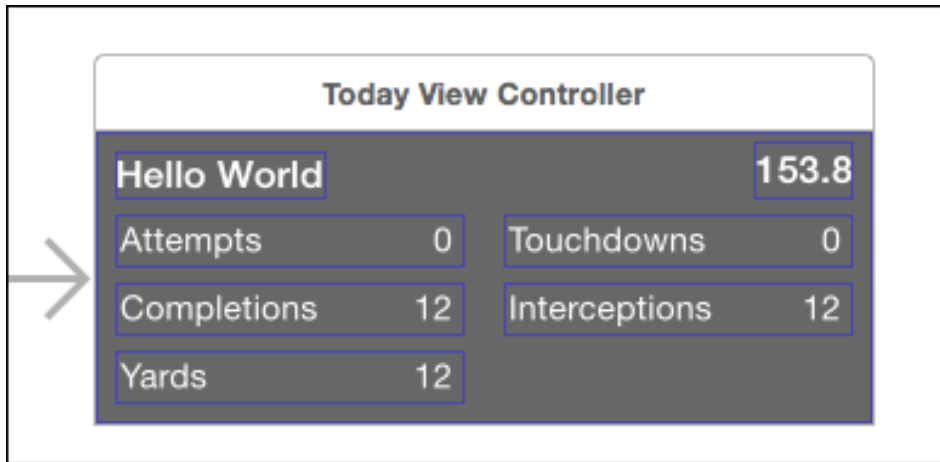 Today View Controller
Hello World 153.8
Attempts 0 Touchdowns 0
Completions 12 Interceptions 12
Yards 12